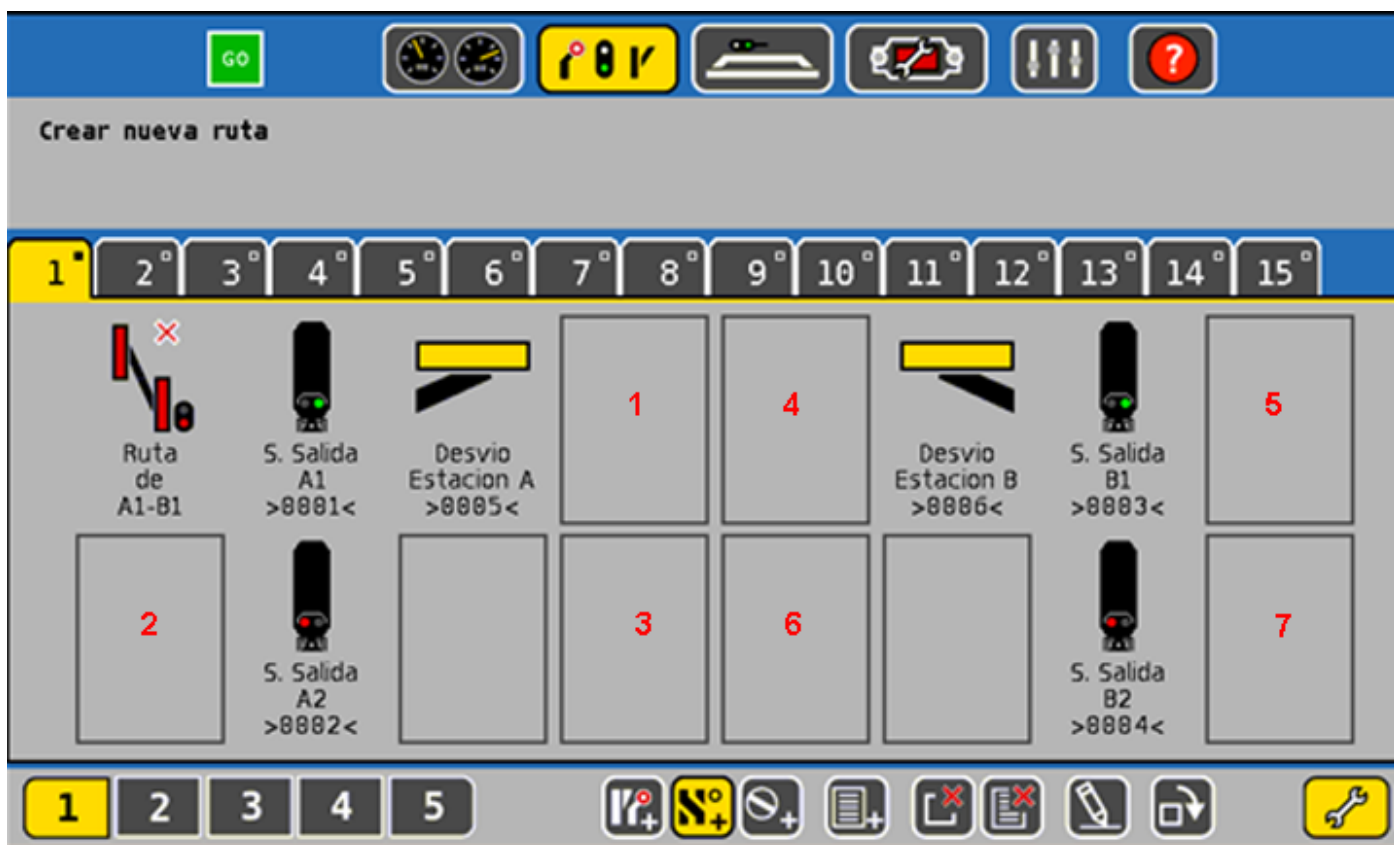 GO
?
Crear nueva ruta
1 2 3 4 5 6 7 8 9 10 11 12 13 14 15
Ruta
de
A1-B1
S. Salida
A1
>0001<
Desvio
Estacion A
>0005<
1
4
Desvio
Estacion B
>0006<
S. Salida
B1
>0003<
5
2
S. Salida
A2
>0002<
3
6
S. Salida
B2
>0004<
7
1 2 3 4 5